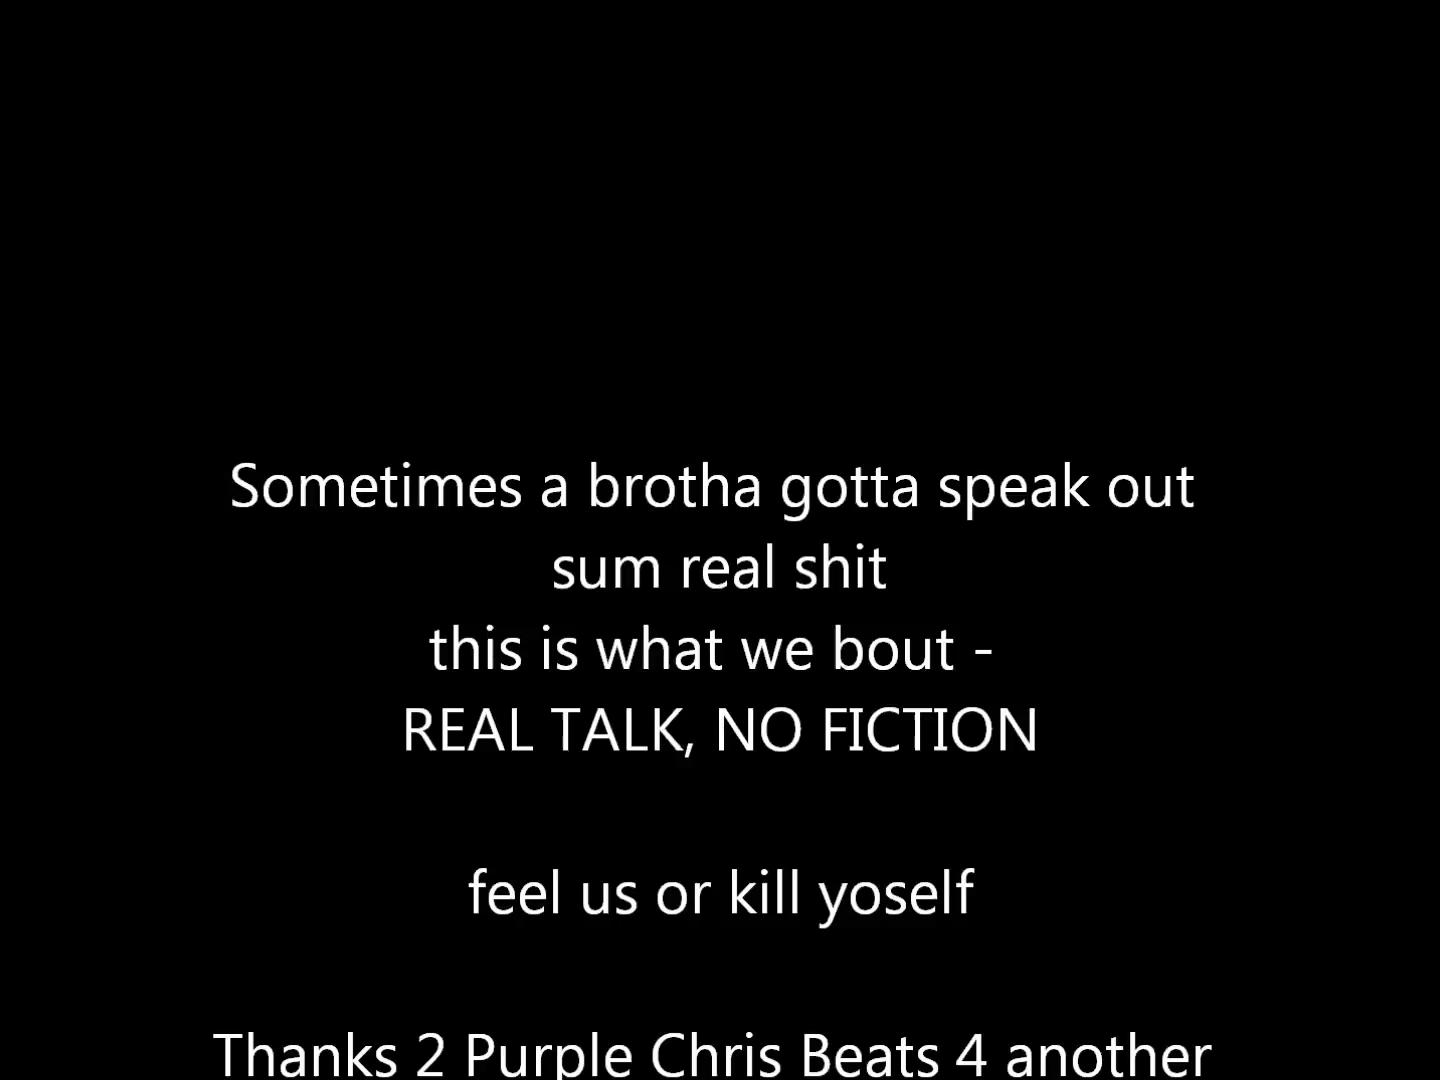 Sometimes a brotha gotta speak out
sum real shit
this is what we bout -
REAL TALK, NO FICTION
feel us or kill yoself
Thanks 2 Purple Chris Beats 4 another